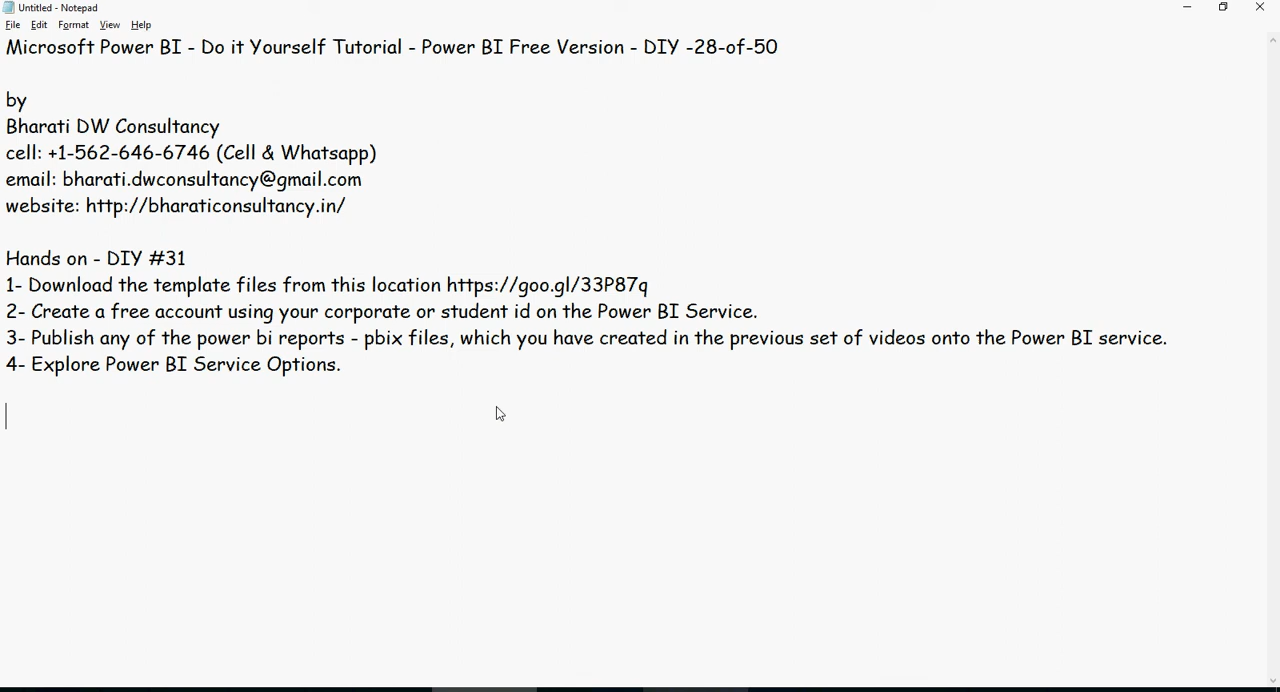 Untitled - Notepad
File Edit Format View Help
Microsoft Power BI - Do it Yourself Tutorial - Power BI Free Version - DIY -28-of-50
by
Bharati DW Consultancy
cell: +1-562-646-6746 (Cell & Whatsapp)
email: bharati.dwconsultancy@gmail.com
website: http://bharaticonsultancy.in/
Hands on - DIY #31
1- Download the template files from this location https://goo.gl/33P87q
2- Create a free account using your corporate or student id on the Power BI Service.
3- Publish any of the power bi reports - pbix files, which you have created in the previous set of videos onto the Power BI service.
4- Explore Power BI Service Options.